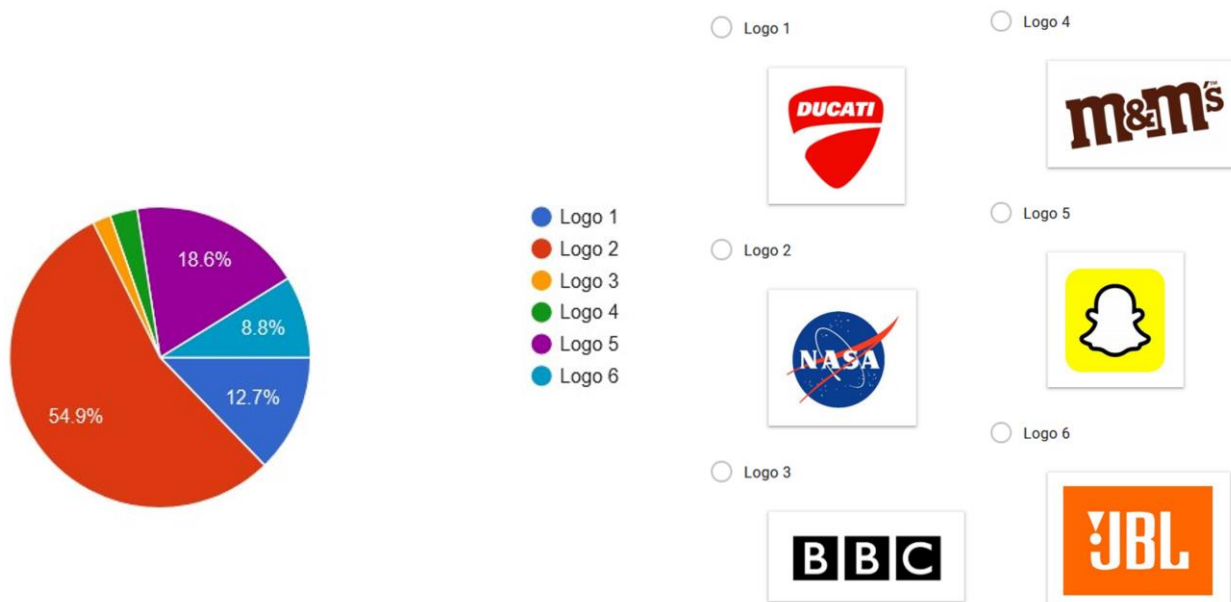 18.6%
8.8%
12.7%
54.9%
Logo 1
Logo 2
Logo 3
Logo 4
Logo 5
Logo 6
Logo 1
DUCATI
Logo 2
NASA
Logo 3
BBC
Logo 4
m&m's™
Logo 5
Logo 6
JBL